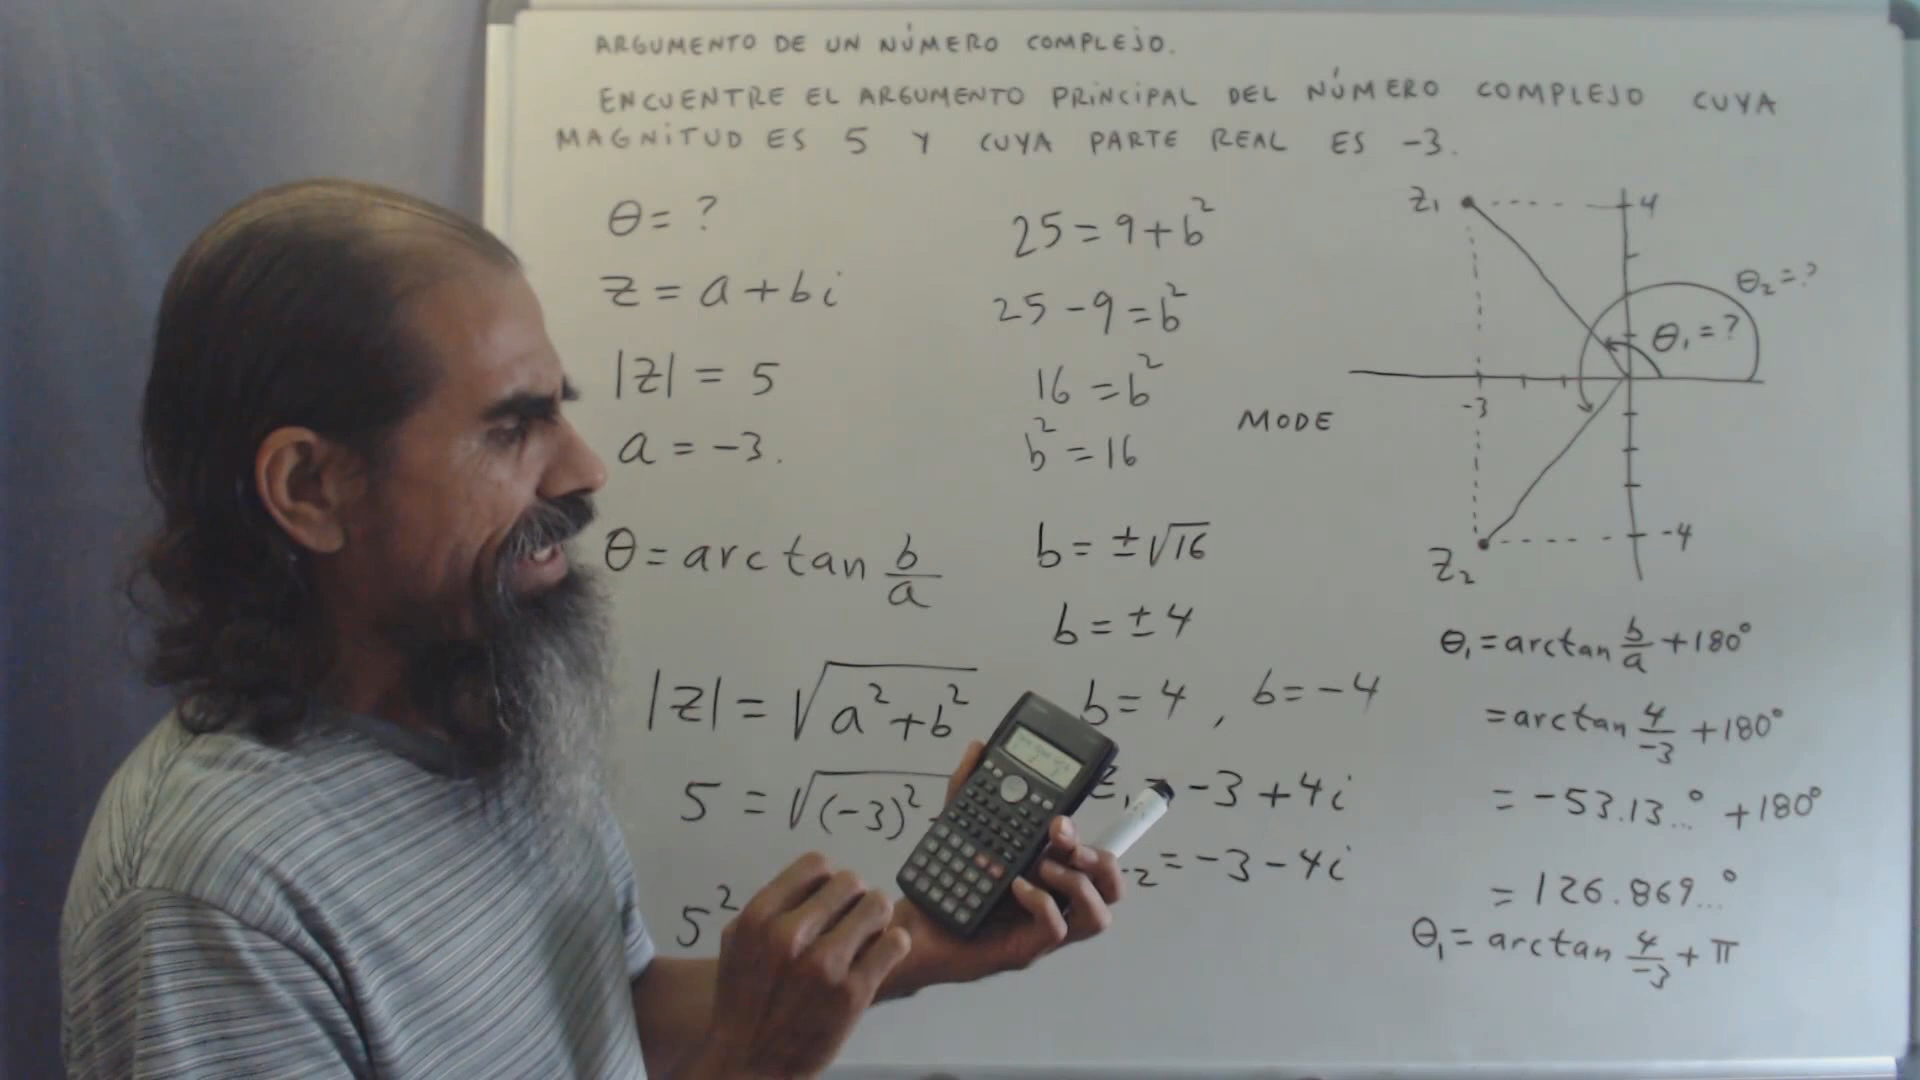 ARGUMENTO DE UN NÚMERO COMPLEJO.
ENCUENTRE EL ARGUMENTO PRINCIPAL DEL NÚMERO COMPLEJO CUYA
MAGNITUD ES 5 Y CUYA PARTE REAL ES -3.
θ = ?
z = a + bi
|z| = 5
a = -3.
θ = arctan b/a
|z| = √(a² + b²)
5 = √(-3)²
5²
25 = 9 + b²
25 - 9 = b²
16 = b²
b² = 16
b = ±√16
b = ±4
b = 4 , b = -4
z₁ = -3 + 4i
₂ = -3 - 4i
MODE
z₁
4
θ₂ = ?
θ₁ = ?
-3
-4
z₂
θ₁ = arctan b/a + 180°
= arctan 4/-3 + 180°
= -53.13...° + 180°
= 126.869...°
θ₁ = arctan 4/-3 + π